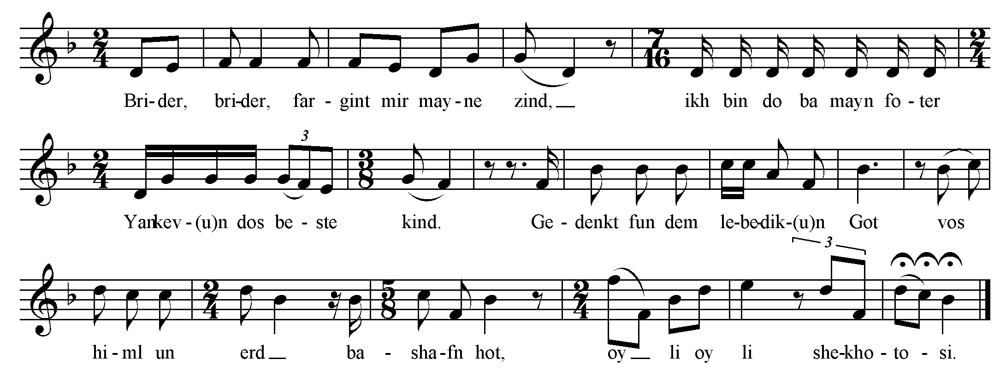 Bri-der, bri-der, far - gint mir may - ne zind, ikh bin do ba mayn fo - ter
3
Yankev - (u)n dos be - ste kind. Ge - denkt fun dem le-be-dik-(u)n Got vos
3
hi - ml un erd ba - sha-fn hot, oy li oy li she-kho - to - si.